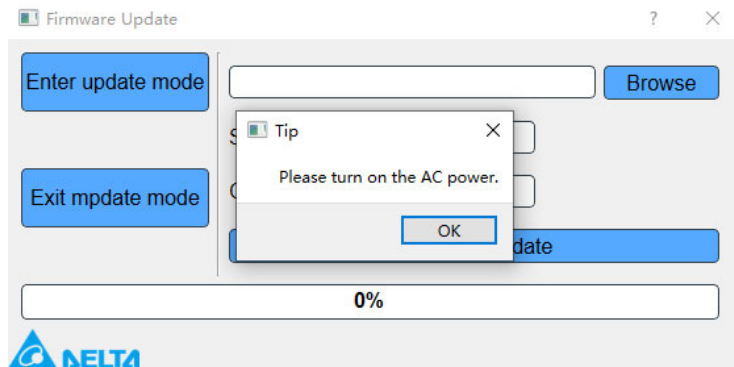 Firmware Update
Enter update mode
Browse
Tip
Please turn on the AC power.
Exit mpdate mode
OK
date
0%
DELTA